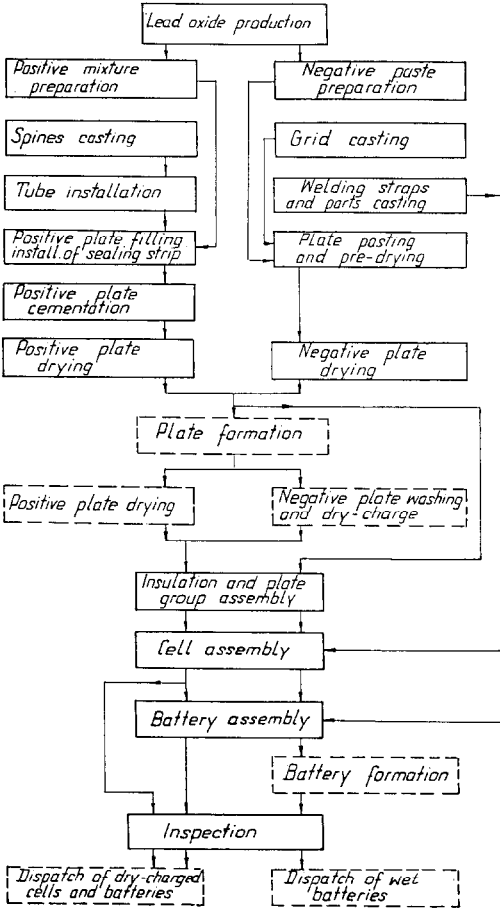 Lead oxide production
Positive mixture
preparation
Negative paste
preparation
Spines casting
Grid casting
Tube installation
Welding straps
and parts casting
Positive plate filling
install. of sealing strip
Plate pasting
and pre-drying
Positive plate
cementation
Positive plate
drying
Negative plate
drying
Plate formation
Positive plate drying
Negative plate washing
and dry-charge
Insulation and plate
group assembly
Cell assembly
Battery assembly
Battery formation
Inspection
Dispatch of dry-charged
cells and batteries
Dispatch of wet
batteries